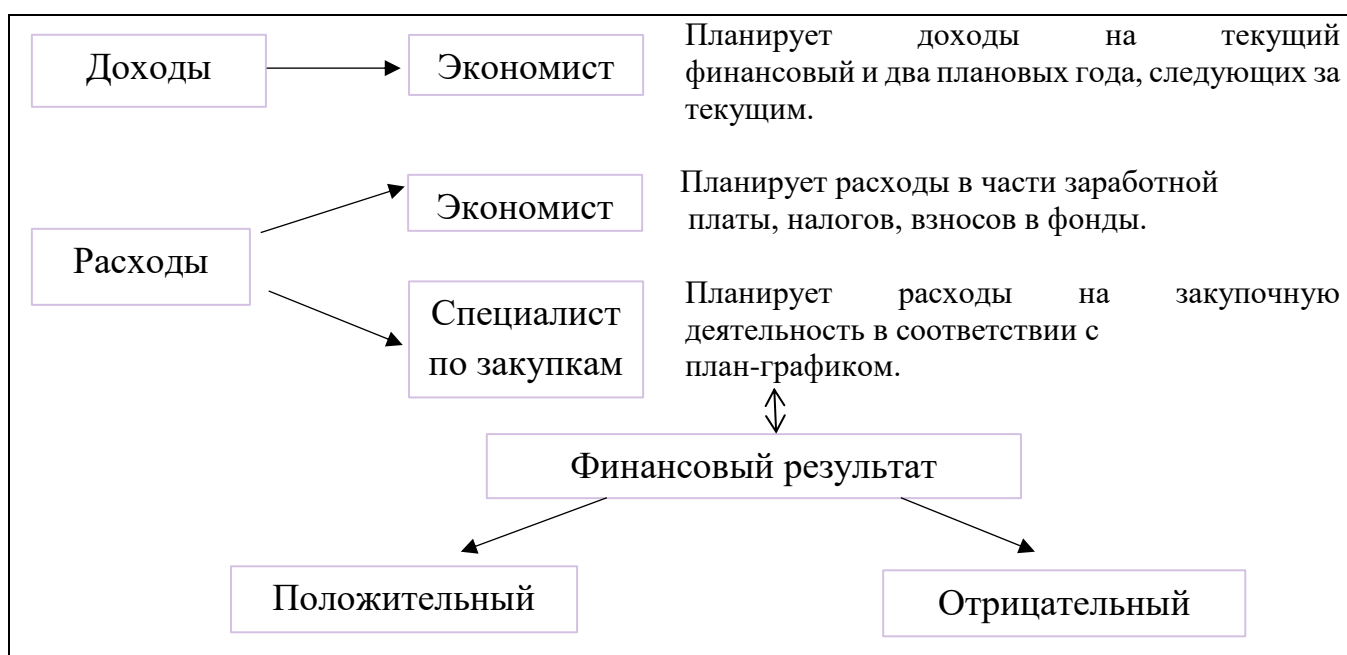 Доходы
Экономист
Планирует доходы на текущий
финансовый и два плановых года, следующих за
текущим.
Расходы
Экономист
Планирует расходы в части заработной
платы, налогов, взносов в фонды.
Специалист
по закупкам
Планирует расходы на закупочную
деятельность в соответствии с
план-графиком.
Финансовый результат
Положительный
Отрицательный